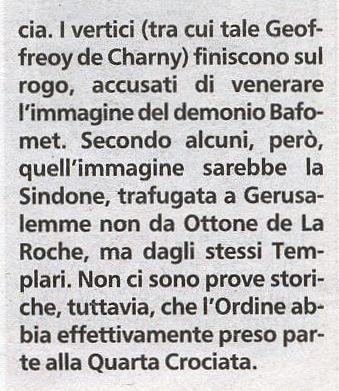 cia. I vertici (tra cui tale Geof-
freoy de Charny) finiscono sul
rogo, accusati di venerare
l'immagine del demonio Bafo-
met. Secondo alcuni, però,
quell'immagine sarebbe la
Sindone, trafugata a Gerusa-
lemme non da Ottone de La
Roche, ma dagli stessi Tem-
plari. Non ci sono prove stori-
che, tuttavia, che l'Ordine ab-
bia effettivamente preso par-
te alla Quarta Crociata.